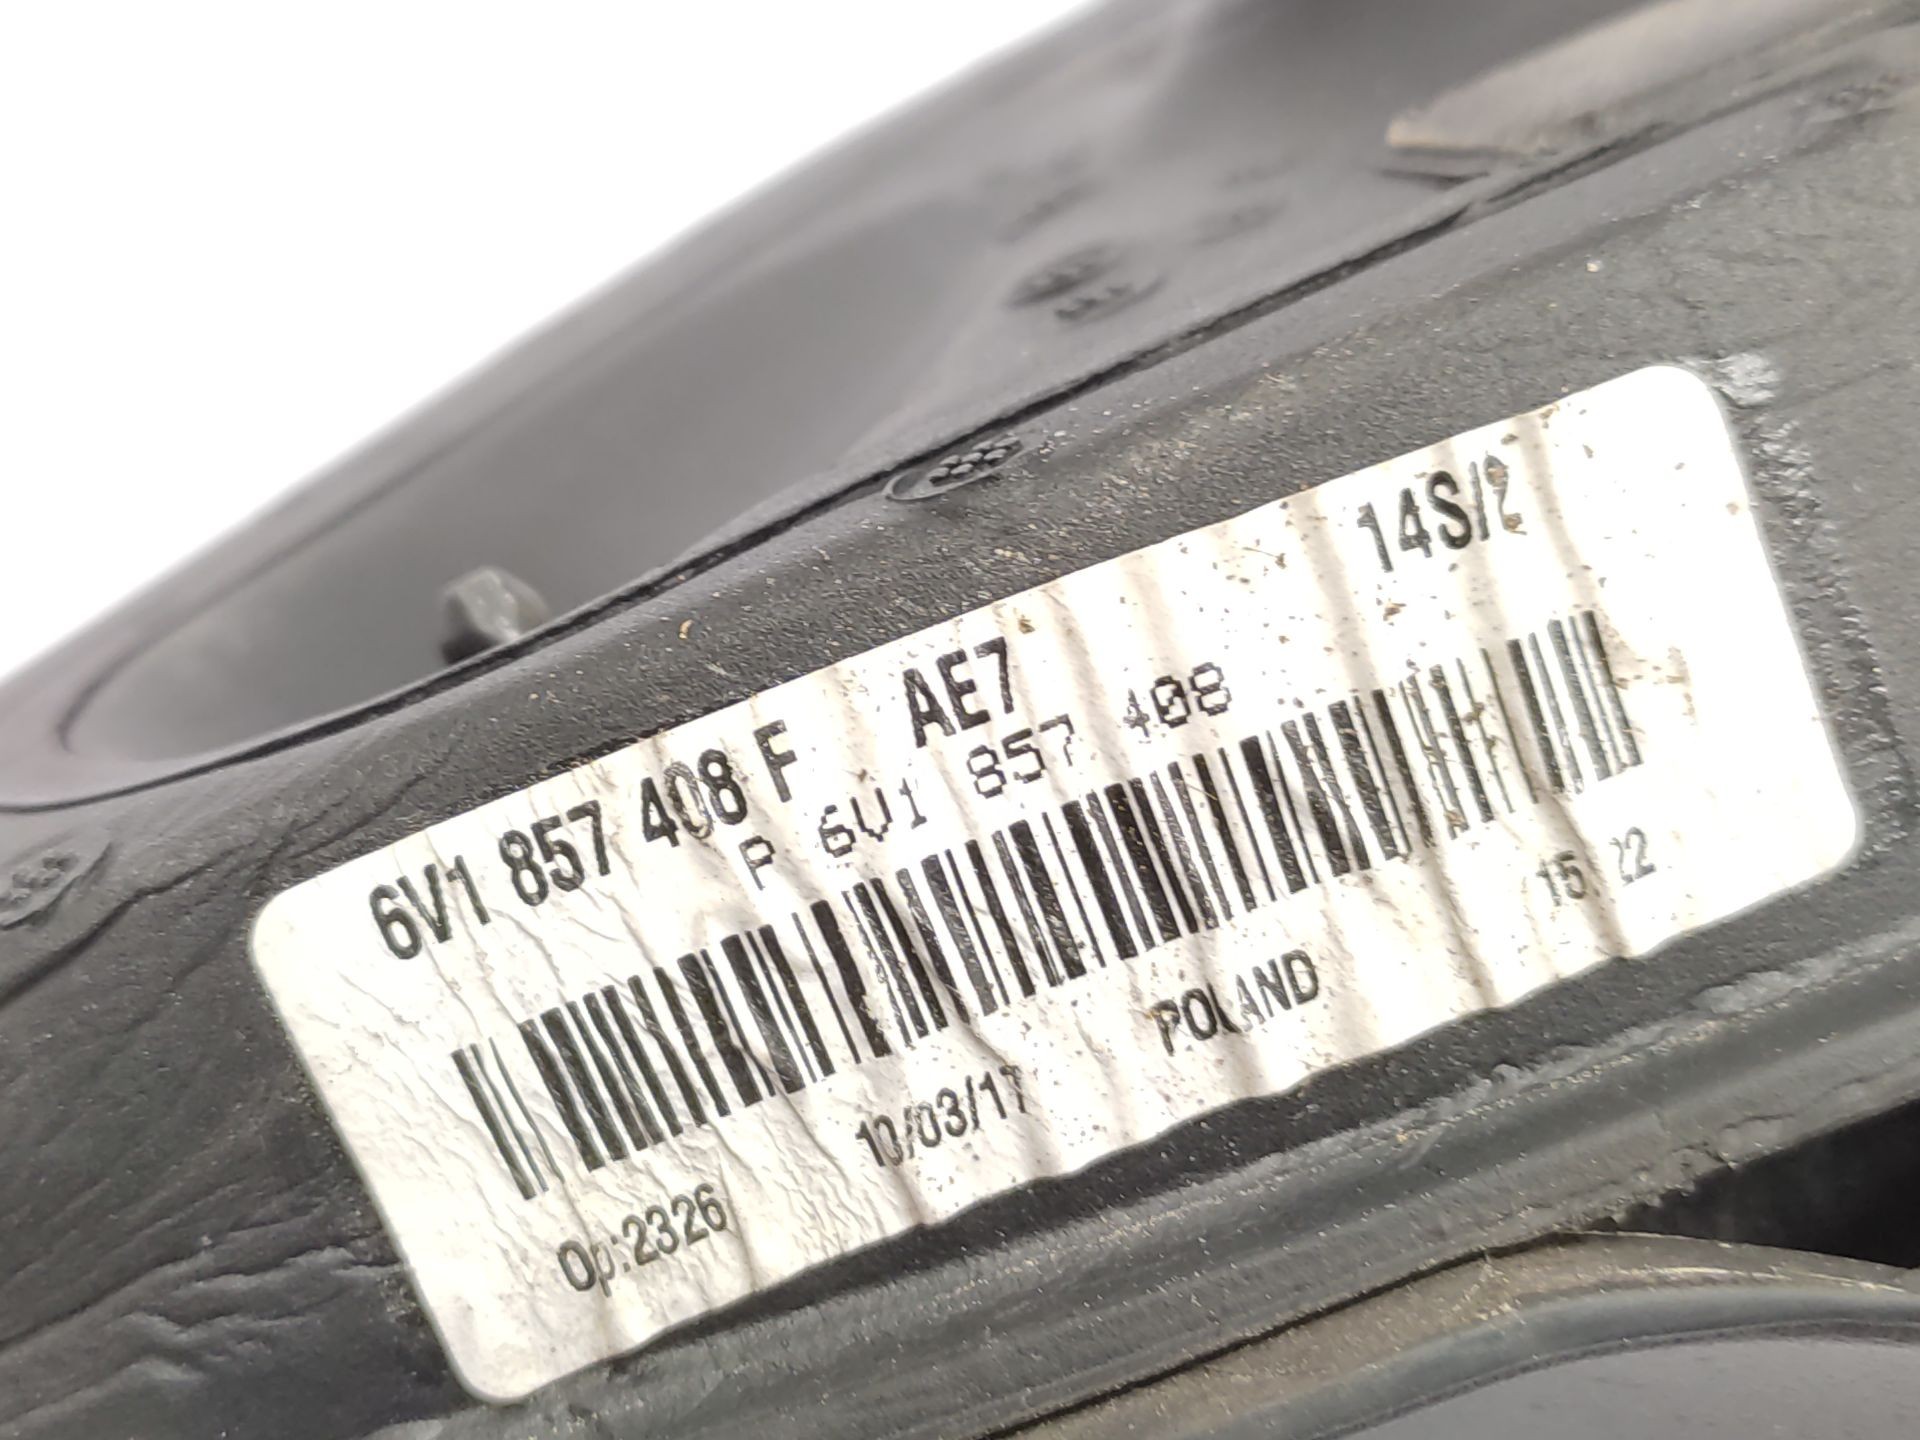 6V1 857 408 F AE7 14S/2
P 6V1 857 408
10/03/17 POLAND 15 22
Op:2326